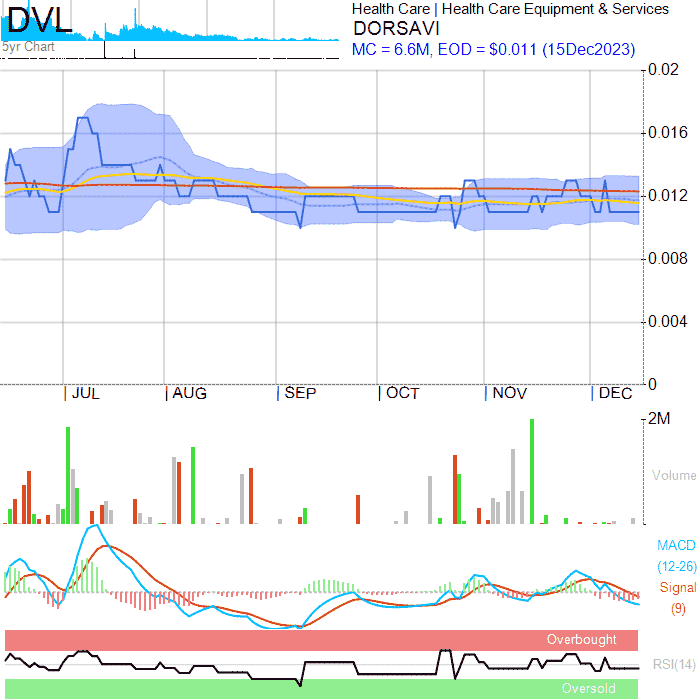 DVL
5yr Chart
Health Care | Health Care Equipment & Services
DORSAVI
MC = 6.6M, EOD = $0.011 (15Dec2023)
0.02
0.016
0.012
0.008
0.004
0
JUL
AUG
SEP
OCT
NOV
DEC
2M
Volume
MACD
(12-26)
Signal
(9)
Overbought
RSI(14)
Oversold